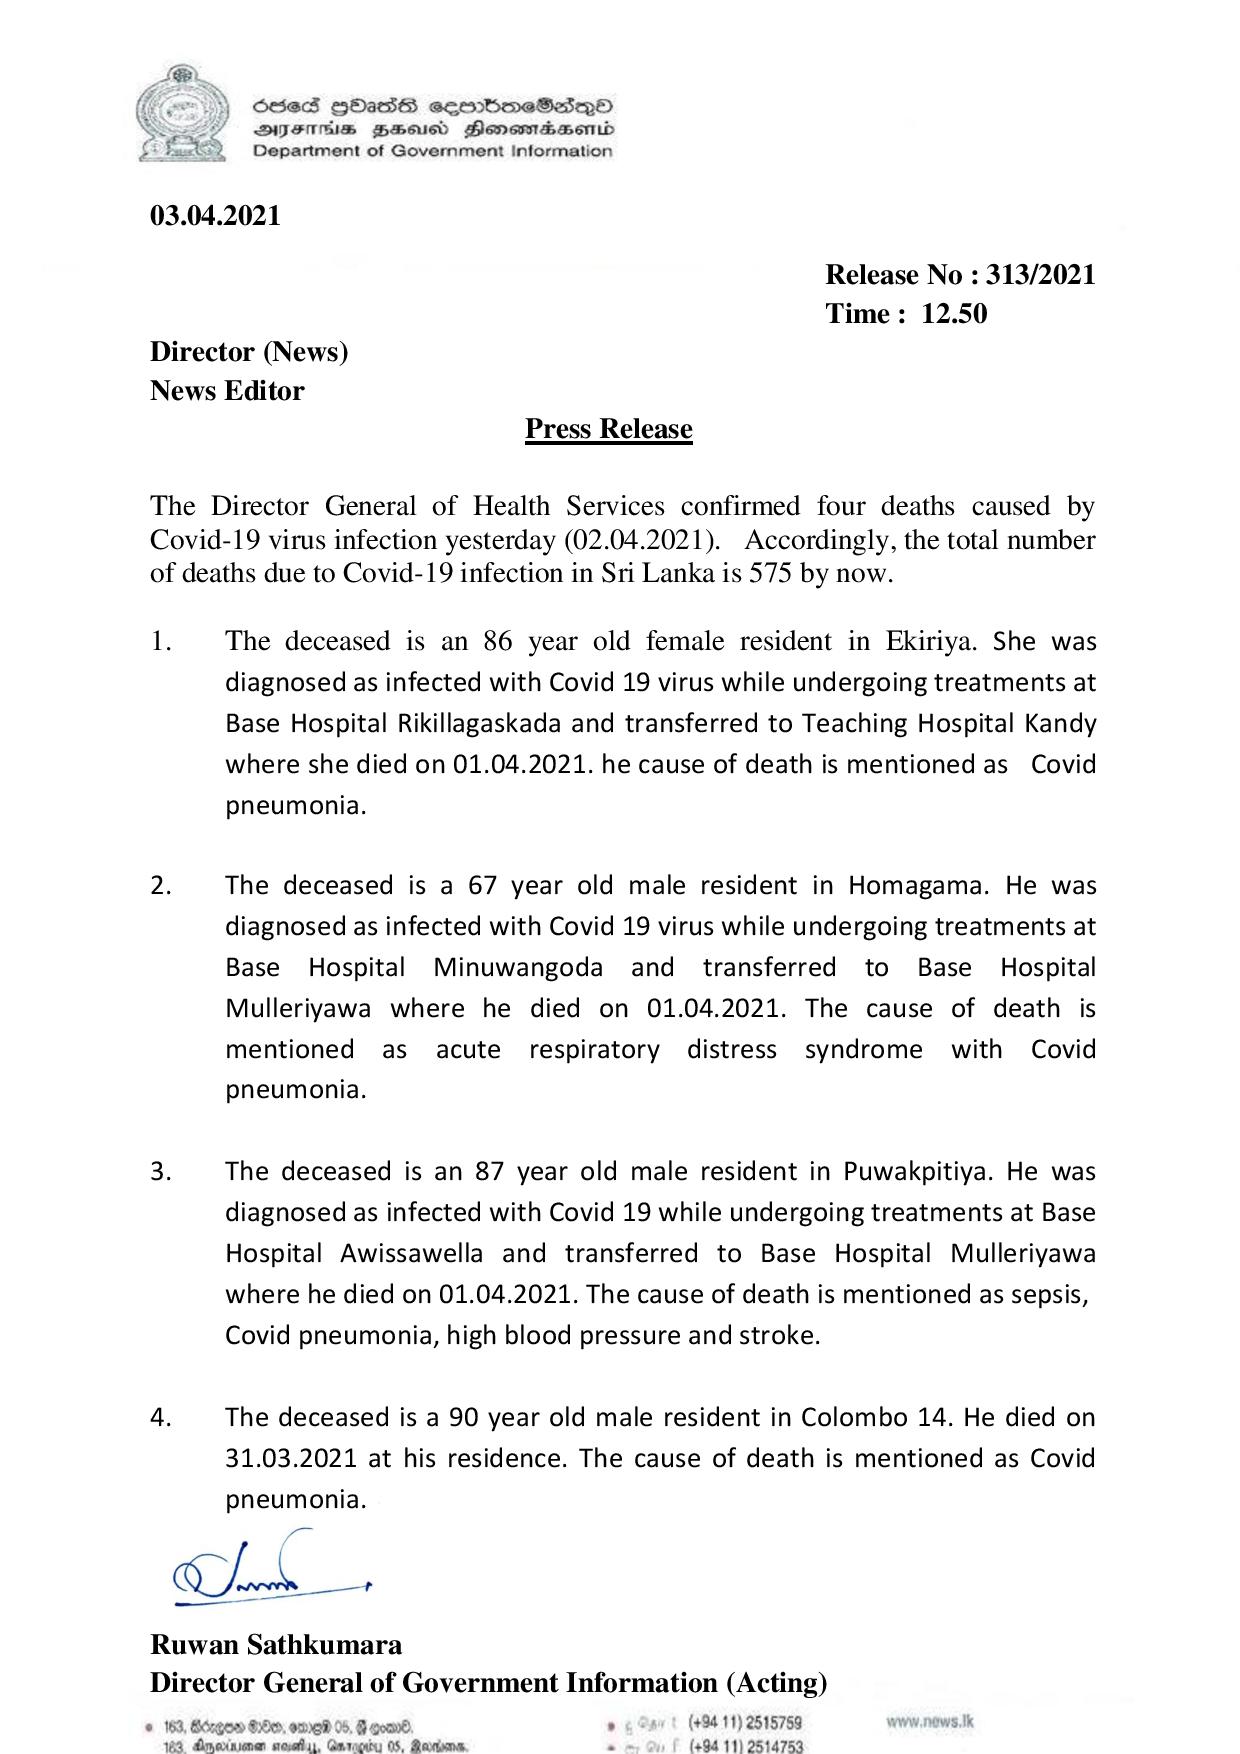 රජයේ ප්‍රවෘත්ති දෙපාර්තමේන්තුව
அரசாங்க தகவல் திணைக்களம்
Department of Government Information
03.04.2021
Release No : 313/2021
Time :  12.50
Director (News)
News Editor
Press Release
The Director General of Health Services confirmed four deaths caused by
Covid-19 virus infection yesterday (02.04.2021).   Accordingly, the total number
of deaths due to Covid-19 infection in Sri Lanka is 575 by now.
1. The deceased is an 86 year old female resident in Ekiriya. She was
diagnosed as infected with Covid 19 virus while undergoing treatments at
Base Hospital Rikillagaskada and transferred to Teaching Hospital Kandy
where she died on 01.04.2021. he cause of death is mentioned as   Covid
pneumonia.
2. The deceased is a 67 year old male resident in Homagama. He was
diagnosed as infected with Covid 19 virus while undergoing treatments at
Base Hospital Minuwangoda and transferred to Base Hospital
Mulleriyawa where he died on 01.04.2021. The cause of death is
mentioned as acute respiratory distress syndrome with Covid
pneumonia.
3. The deceased is an 87 year old male resident in Puwakpitiya. He was
diagnosed as infected with Covid 19 while undergoing treatments at Base
Hospital Awissawella and transferred to Base Hospital Mulleriyawa
where he died on 01.04.2021. The cause of death is mentioned as sepsis,
Covid pneumonia, high blood pressure and stroke.
4. The deceased is a 90 year old male resident in Colombo 14. He died on
31.03.2021 at his residence. The cause of death is mentioned as Covid
pneumonia.
Ruwan Sathkumara
Director General of Government Information (Acting)
163, කිරුලපන මාවත, කොළඹ 05, ශ්‍රී ලංකාව.
(+94 11) 2515759
www.news.lk
163, கிருலப்பனை எவனியூ, கொழும்பு 05, இலங்கை.
(+94 11) 2514753